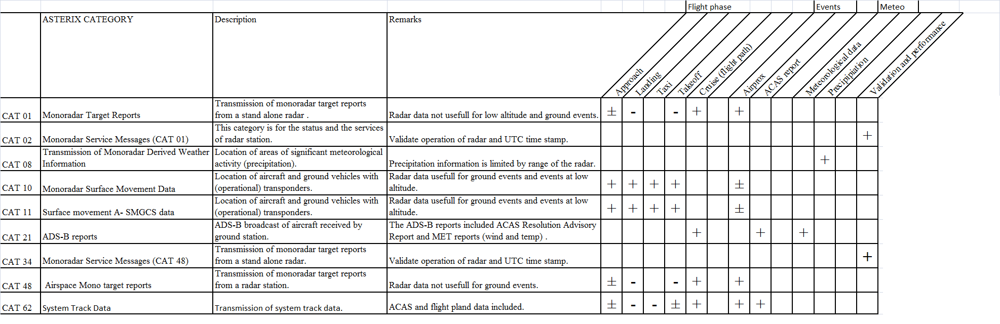 Flight phase Events Meteo
ASTERIX CATEGORY Description Remarks
Approach
Landing
Taxi
Takeoff
Cruise (flight path)
Airprox
ACAS report
Meteorological data
Precipipiation
Validation and performance
Transmission of monoradar target reports
CAT 01 Monoradar Target Reports from a stand alone radar . Radar data not usefull for low altitude and ground events. ± - - + +
This category is for the status and the services
CAT 02 Monoradar Service Messages (CAT 01) of radar station. Validate operation of radar and UTC time stamp. +
Transmission of Monoradar Derived Weather Location of areas of significant meteorological
CAT 08 Information activity (precipitation). Precipitation information is limited by range of the radar. +
Location of aircraft and ground vehicles with Radar data usefull for ground events and events at low
CAT 10 Monoradar Surface Movement Data (operational) transponders. altitude. + + + + ±
Location of aircraft and ground vehicles with Radar data usefull for ground events and events at low
CAT 11 Surface movement A- SMGCS data (operational) transponders. altitude. + + + + ±
ADS-B broadcast of aircraft received by The ADS-B reports included ACAS Resolution Advisory
CAT 21 ADS-B reports ground station. Report and MET reports (wind and temp) . + + +
Transmission of monoradar target reports
CAT 34 Monoradar Service Messages (CAT 48) from a stand alone radar. Validate operation of radar and UTC time stamp. +
Transmission of monoradar target reports
CAT 48 Airspace Mono target reports from a radar station. Radar data not usefull for ground events. ± - - + +
CAT 62 System Track Data Transmission of system track data. ACAS and flight pland data included. ± - - ± + + +